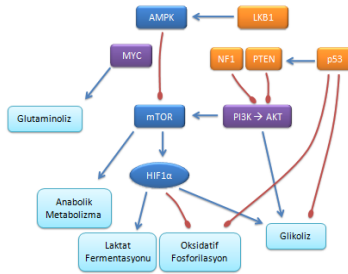 AMPK
LKB1
MYC
NF1
PTEN
p53
Glutaminoliz
mTOR
PI3K → AKT
HIF1α
Anabolik
Metabolizma
Laktat
Fermentasyonu
Oksidatif
Fosforilasyon
Glikoliz